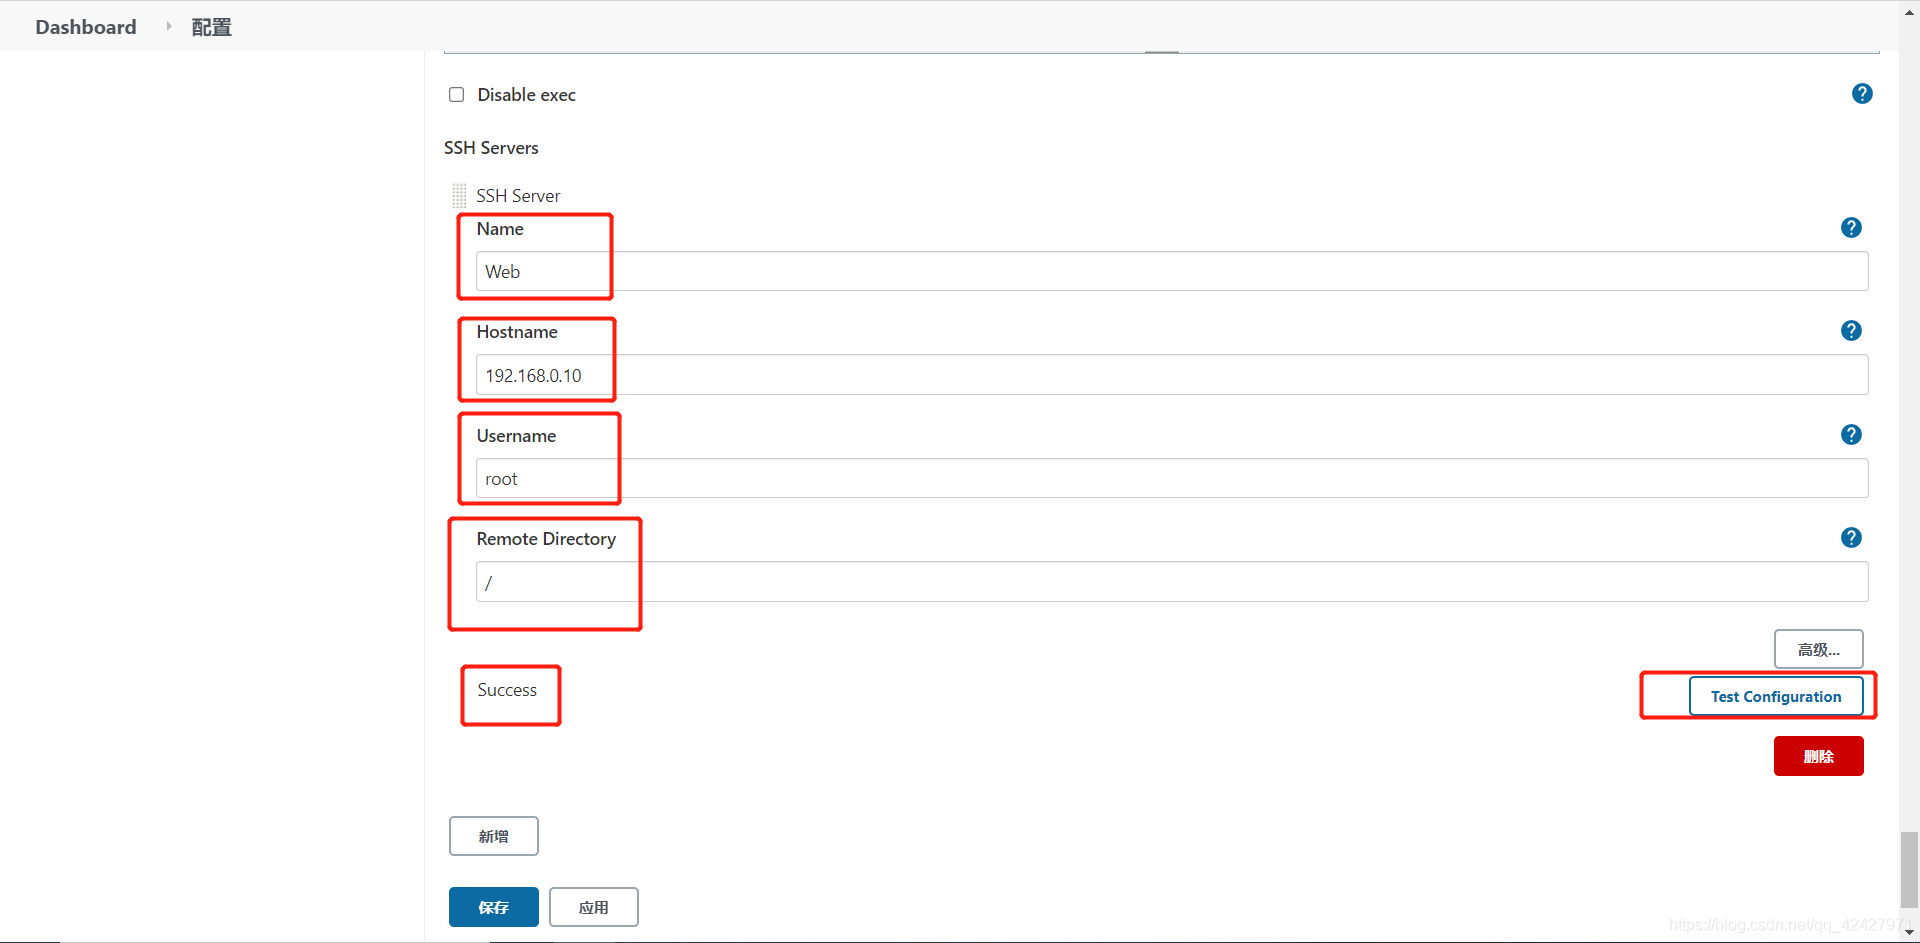 Dashboard 配置
Disable exec
SSH Servers
SSH Server
Name
Web
Hostname
192.168.0.10
Username
root
Remote Directory
/
高级...
Success
Test Configuration
删除
新增
保存 应用
https://blog.csdn.net/qq_42427971